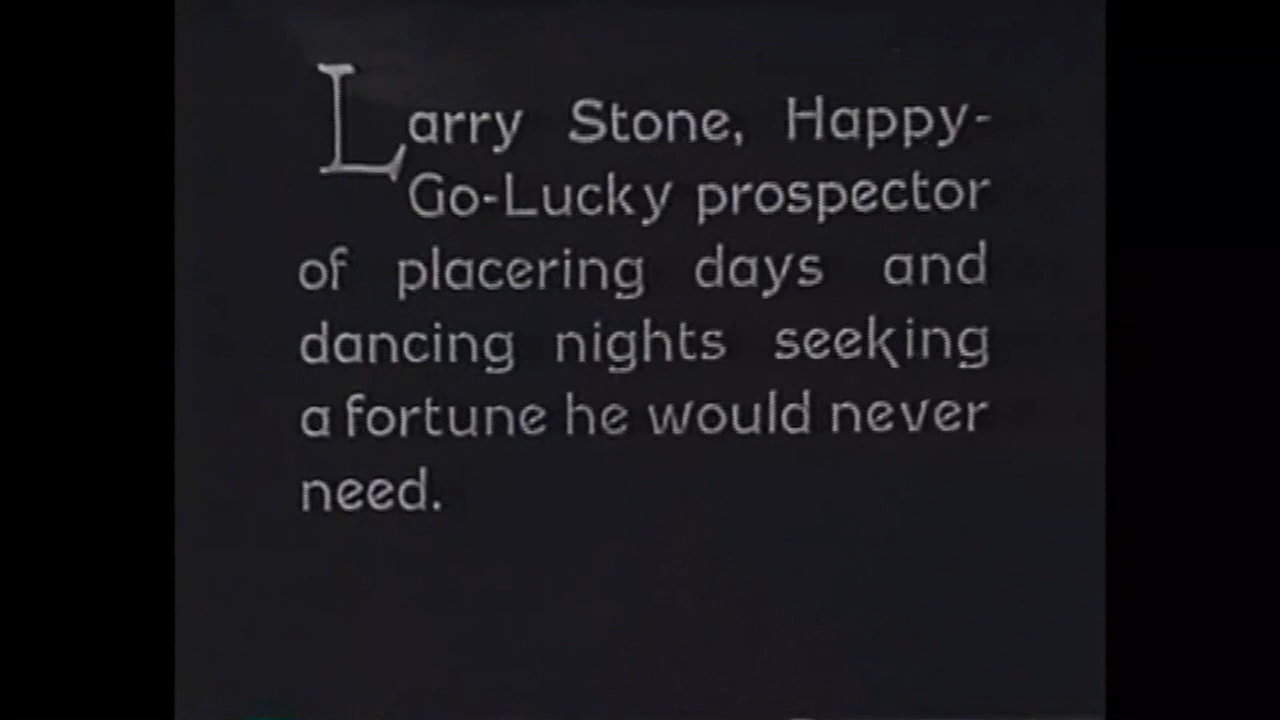 Larry Stone, Happy-
Go-Lucky prospector
of placering days and
dancing nights seeking
a fortune he would never
need.